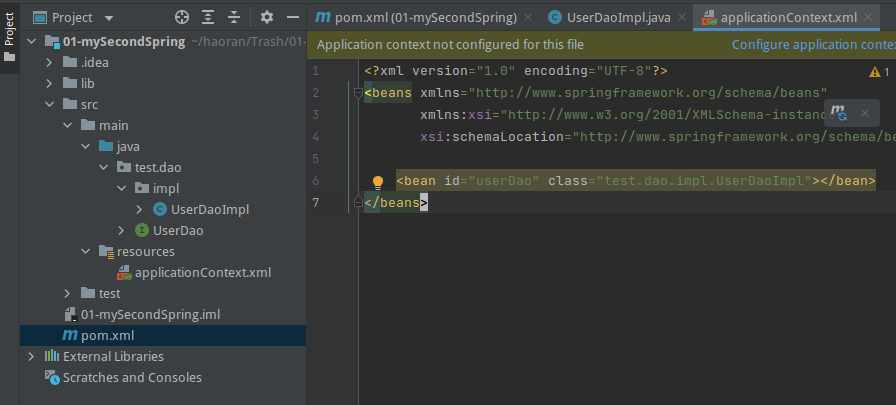 Project
Project
01-mySecondSpring ~/haoran/Trash/01-
.idea
lib
src
main
java
test.dao
impl
UserDaoImpl
UserDao
resources
applicationContext.xml
test
01-mySecondSpring.iml
pom.xml
External Libraries
Scratches and Consoles
pom.xml (01-mySecondSpring)
UserDaoImpl.java
applicationContext.xml
Application context not configured for this file
Configure application conte
1 <?xml version="1.0" encoding="UTF-8"?>
1
2 <beans xmlns="http://www.springframework.org/schema/beans"
3 xmlns:xsi="http://www.w3.org/2001/XMLSchema-instanc
4 xsi:schemaLocation="http://www.springframework.org/schema/be
5
6 <bean id="userDao" class="test.dao.impl.UserDaoImpl"></bean>
7 </beans>